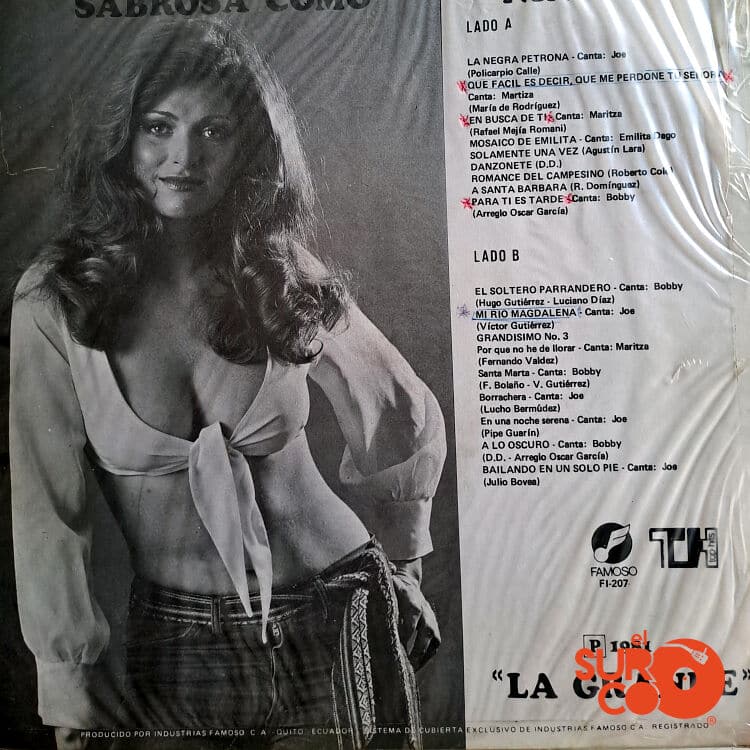 SABROSA COMO
LADO A
LA NEGRA PETRONA - Canta: Joe
(Policarpio Calle)
QUE FACIL ES DECIR, QUE ME PERDONE TU SEÑORA
Canta: Martiza
(María de Rodríguez)
EN BUSCA DE TI - Canta: Maritza
(Rafael Mejía Romani)
MOSAICO DE EMILITA - Canta: Emilita Dago
SOLAMENTE UNA VEZ (Agustín Lara)
DANZONETE (D.D.)
ROMANCE DEL CAMPESINO (Roberto Cole)
A SANTA BARBARA (R. Domínguez)
PARA TI ES TARDE - Canta: Bobby
(Arreglo Oscar García)
LADO B
EL SOLTERO PARRANDERO - Canta: Bobby
(Hugo Gutiérrez - Luciano Díaz)
MI RIO MAGDALENA - Canta: Joe
(Víctor Gutiérrez)
GRANDISIMO No. 3
Por que no he de llorar - Canta: Maritza
(Fernando Valdez)
Santa Marta - Canta: Bobby
(F. Bolaño - V. Gutiérrez)
Borrachera - Canta: Joe
(Lucho Bermúdez)
En una noche serena - Canta: Joe
(Pipe Guarín)
A LO OSCURO - Canta: Bobby
(D.D. - Arreglo Oscar García)
BAILANDO EN UN SOLO PIE - Canta: Joe
(Julio Bovea)
FAMOSO
FI-207
TH
top hits
P 1981
"LA GRANDE"
el
SURCO
PRODUCIDO POR INDUSTRIAS FAMOSO C.A. - QUITO, ECUADOR - SISTEMA DE CUBIERTA EXCLUSIVO DE INDUSTRIAS FAMOSO C.A. REGISTRADO